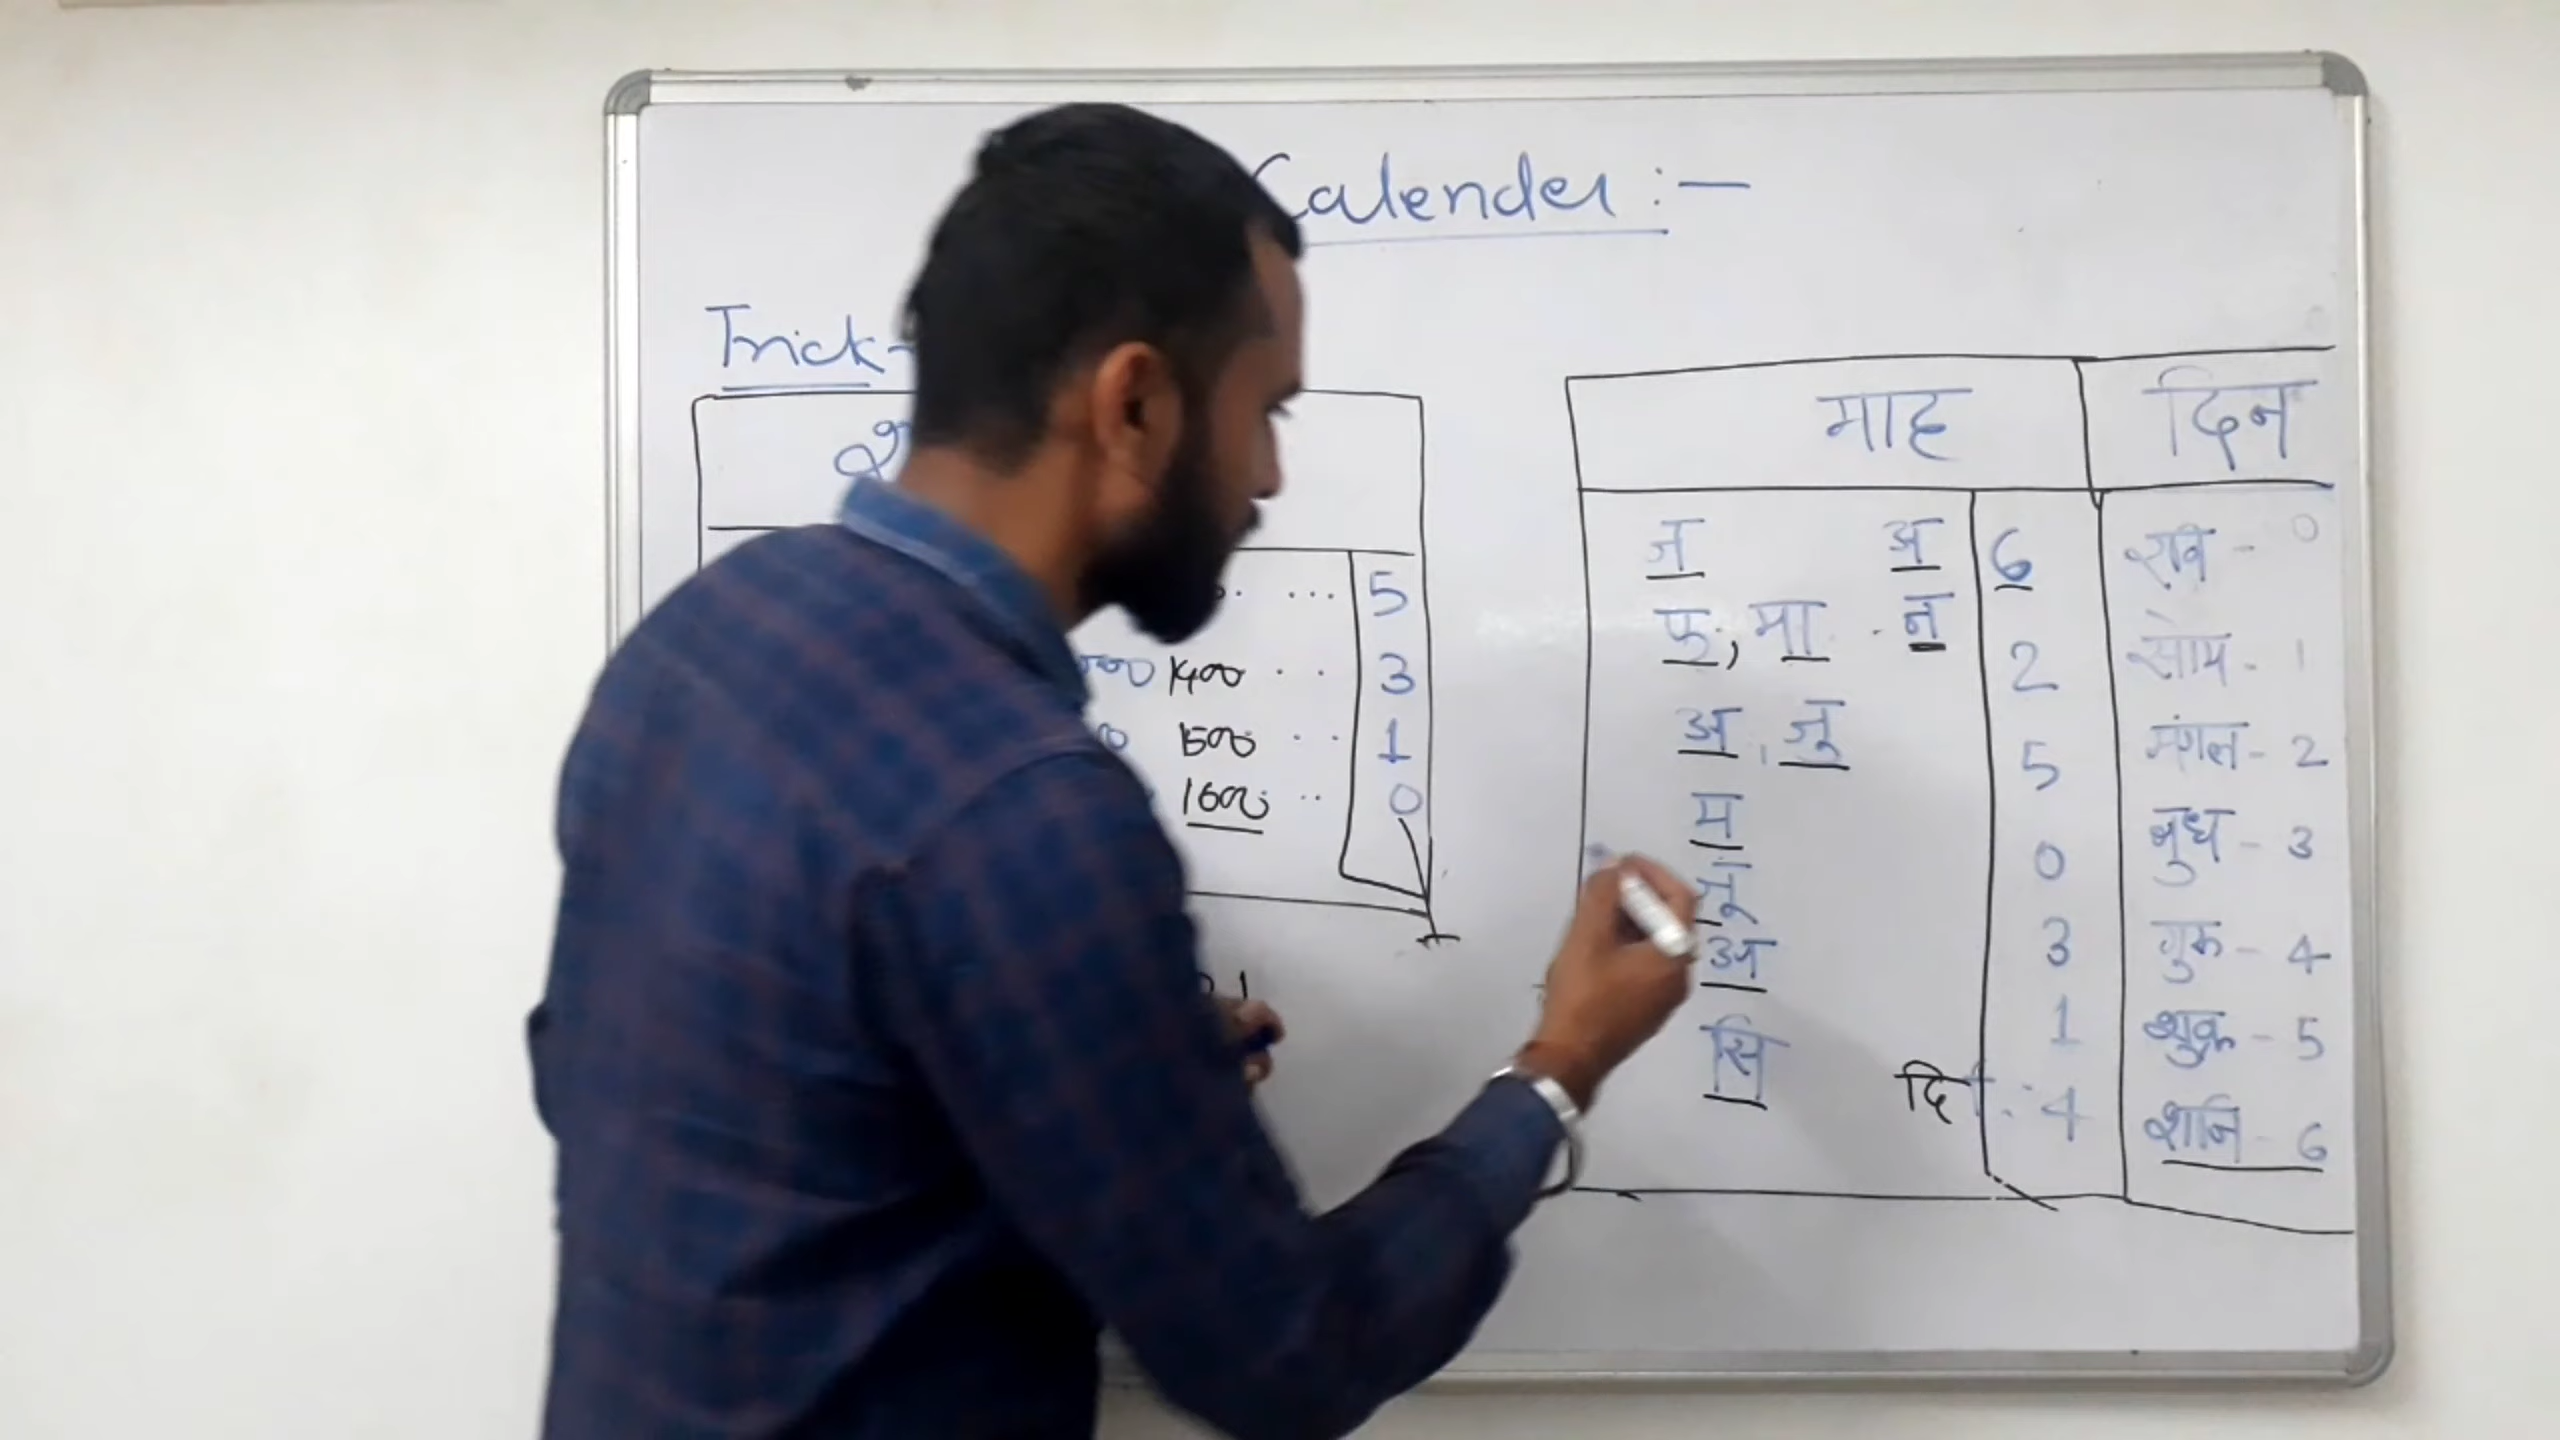 Calender :-
Trick-
5
1400 . . 3
1500 . . 1
1600 . . 0
माह दिन
ज अ 6 रवि - 0
फ, मा न 2 सोम - 1
अ, जु 5 मंगल - 2
म 0 बुध - 3
जू 3 गुरु - 4
अ 1 शुक्र - 5
सि दि 4 शनि - 6